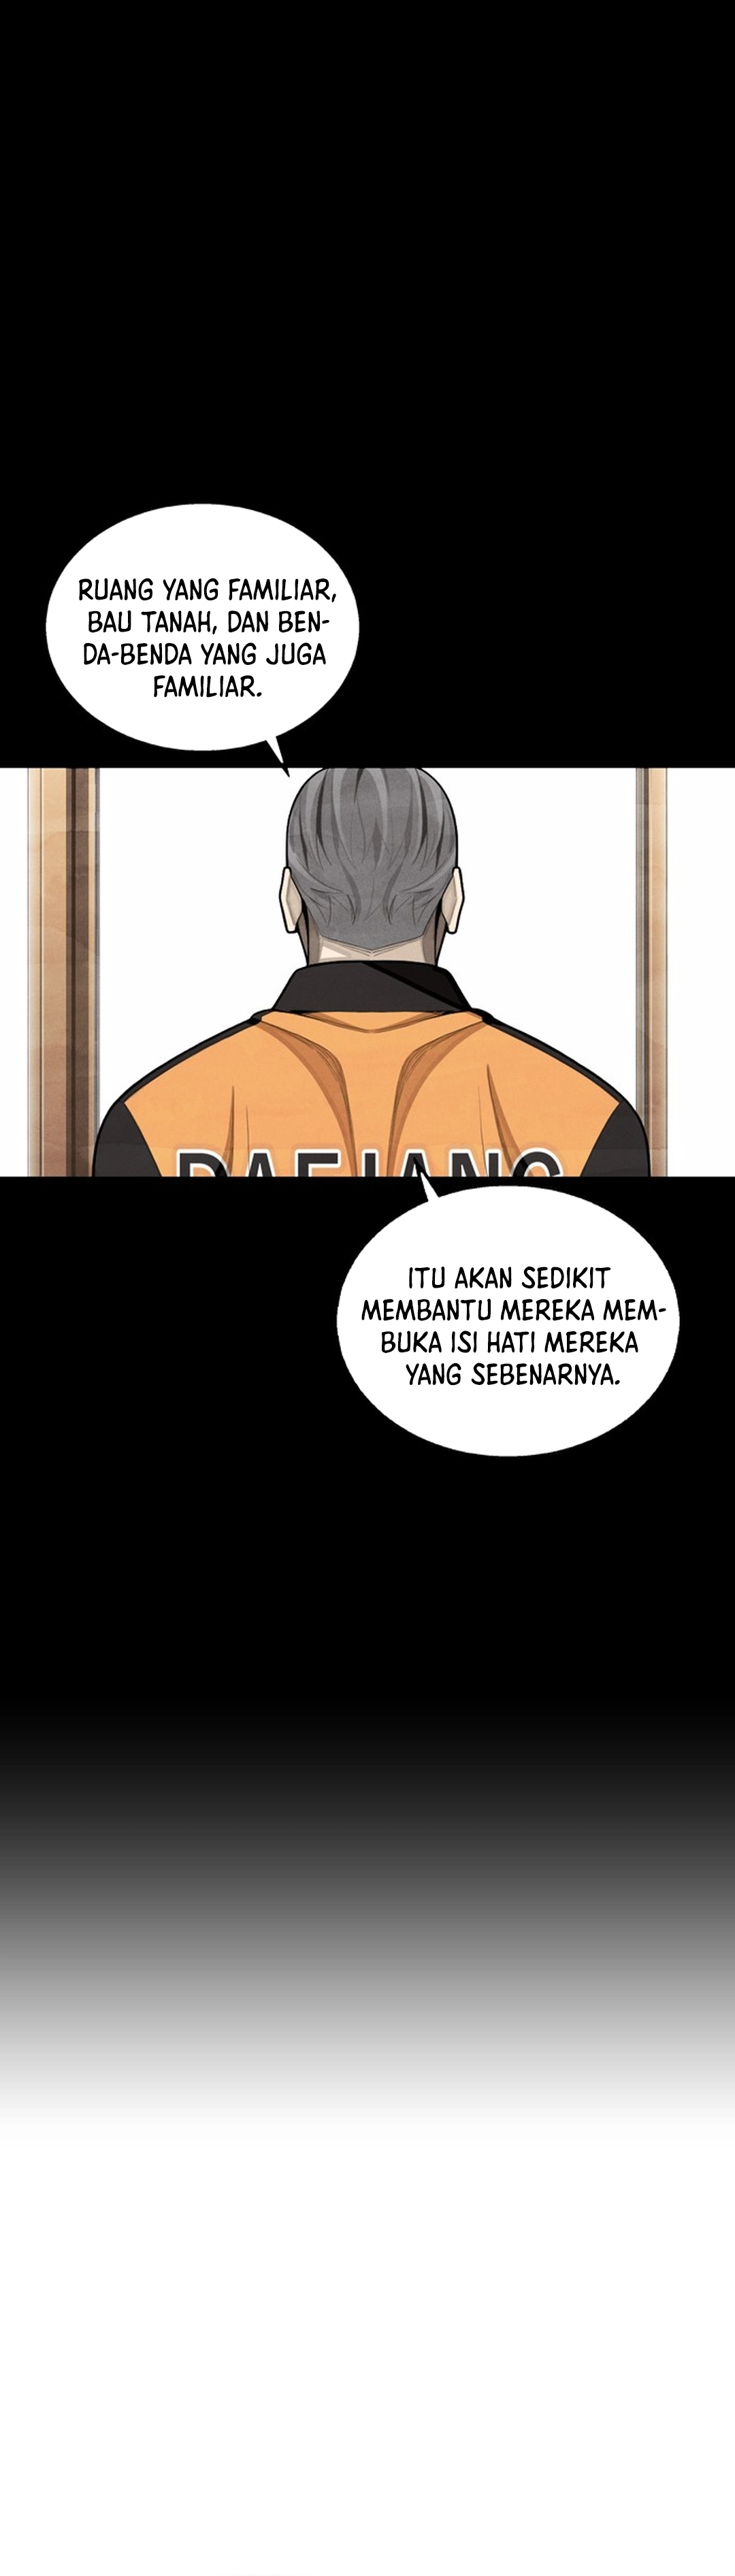 RUANG YANG FAMILIAR,
BAU TANAH, DAN BEN-
DA-BENDA YANG JUGA
FAMILIAR.
DAEJANG
ITU AKAN SEDIKIT
MEMBANTU MEREKA MEM-
BUKA ISI HATI MEREKA
YANG SEBENARNYA.